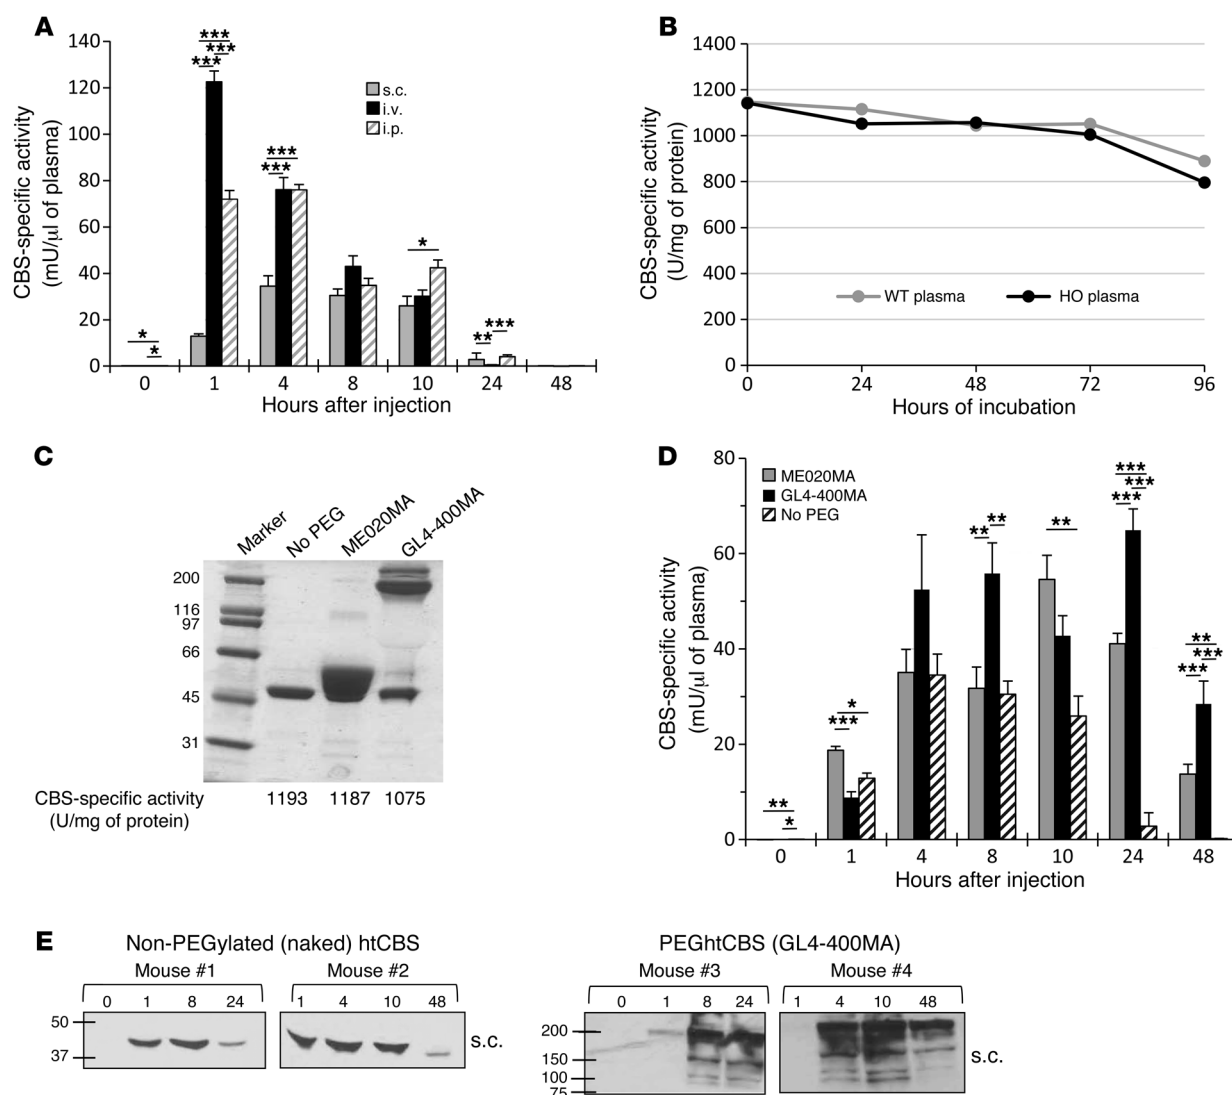 A
CBS-specific activity
(mU/μl of plasma)
140
120
100
80
60
40
20
0
***
***
***
***
***
*
*
*
**
***
s.c.
i.v.
i.p.
0 1 4 8 10 24 48
Hours after injection
B
CBS-specific activity
(U/mg of protein)
1400
1200
1000
800
600
400
200
0
WT plasma HO plasma
0 24 48 72 96
Hours of incubation
C
Marker No PEG ME020MA GL4-400MA
200
116
97
66
45
31
CBS-specific activity 1193 1187 1075
(U/mg of protein)
D
CBS-specific activity
(mU/μl of plasma)
80
60
40
20
0
ME020MA
GL4-400MA
No PEG
**
*
*
***
**
**
**
***
***
***
**
***
***
0 1 4 8 10 24 48
Hours after injection
E
Non-PEGylated (naked) htCBS
Mouse #1 Mouse #2
0 1 8 24 1 4 10 48
50
37
s.c.
PEGhtCBS (GL4-400MA)
Mouse #3 Mouse #4
0 1 8 24 1 4 10 48
200
150
100
75
s.c.